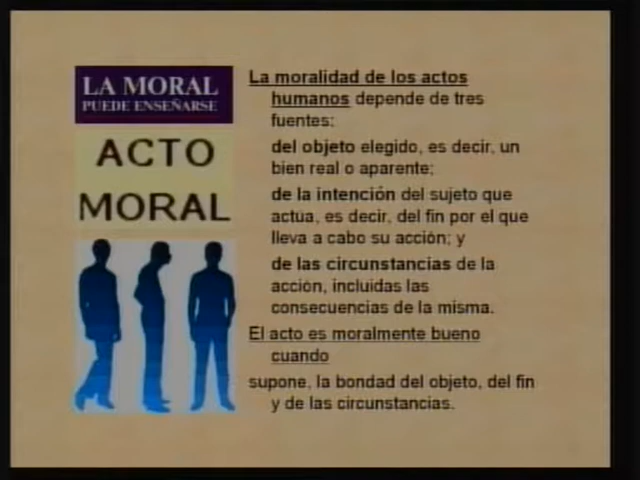 LA MORAL
PUEDE ENSEÑARSE
ACTO
MORAL
La moralidad de los actos
humanos depende de tres
fuentes:
del objeto elegido, es decir, un
bien real o aparente;
de la intención del sujeto que
actúa, es decir, del fin por el que
lleva a cabo su acción; y
de las circunstancias de la
acción, incluidas las
consecuencias de la misma.
El acto es moralmente bueno
cuando
supone, la bondad del objeto, del fin
y de las circunstancias.